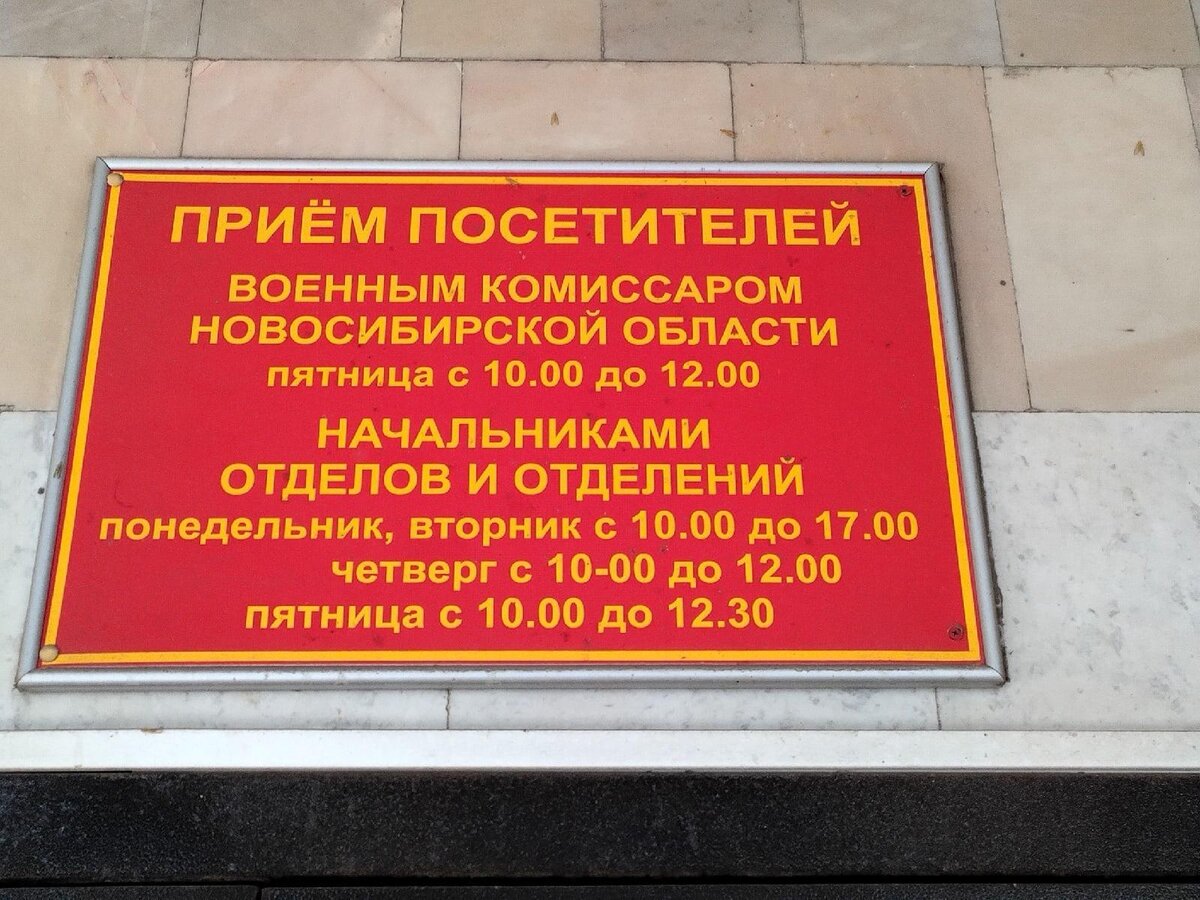 ПРИЁМ ПОСЕТИТЕЛЕЙ
ВОЕННЫМ КОМИССАРОМ
НОВОСИБИРСКОЙ ОБЛАСТИ
пятница с 10.00 до 12.00
НАЧАЛЬНИКАМИ
ОТДЕЛОВ И ОТДЕЛЕНИЙ
понедельник, вторник с 10.00 до 17.00
четверг с 10-00 до 12.00
пятница с 10.00 до 12.30